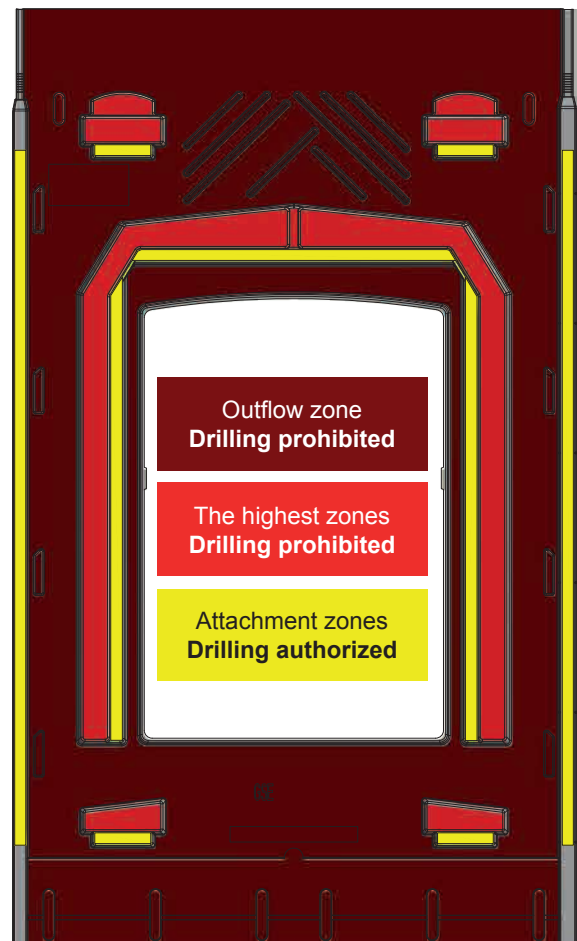 Outflow zone
Drilling prohibited
The highest zones
Drilling prohibited
Attachment zones
Drilling authorized